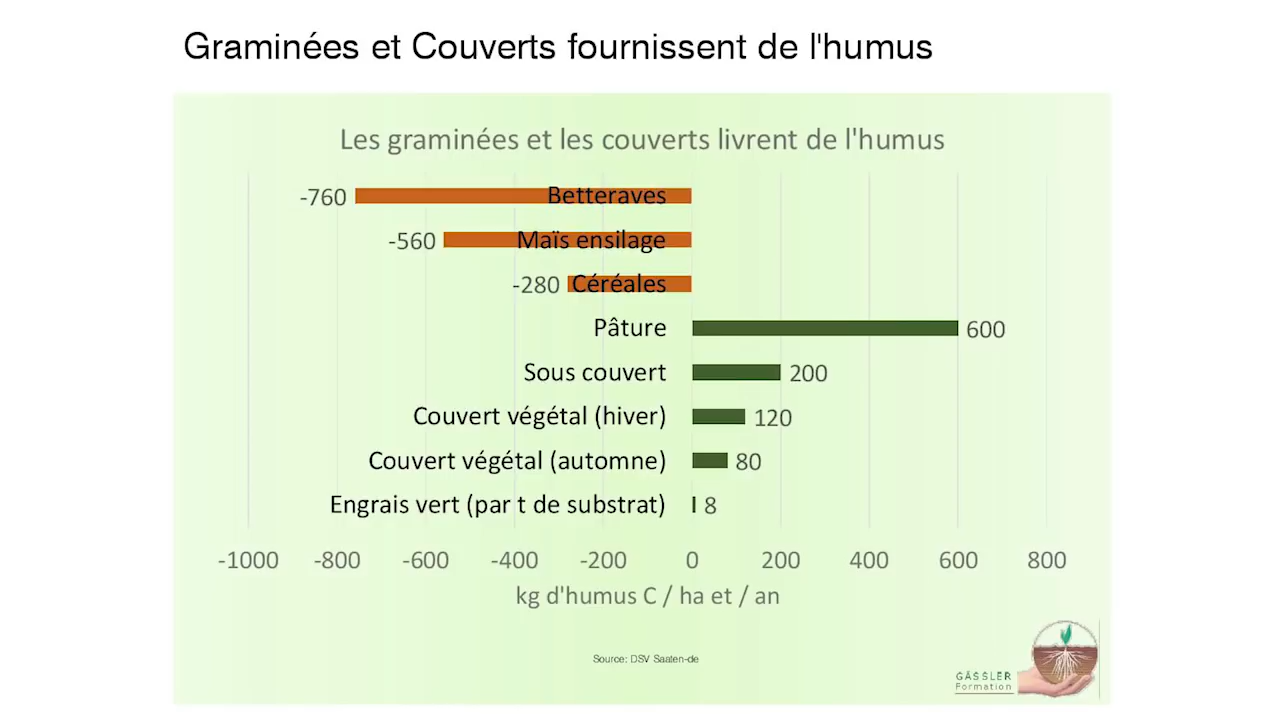 Graminées et Couverts fournissent de l'humus
Les graminées et les couverts livrent de l'humus
-760 Betteraves
-560 Maïs ensilage
-280 Céréales
Pâture 600
Sous couvert 200
Couvert végétal (hiver) 120
Couvert végétal (automne) 80
Engrais vert (par t de substrat) 8
-1000 -800 -600 -400 -200 0 200 400 600 800
kg d'humus C / ha et / an
Source: DSV Saaten-de
GÄSSLER
Formation